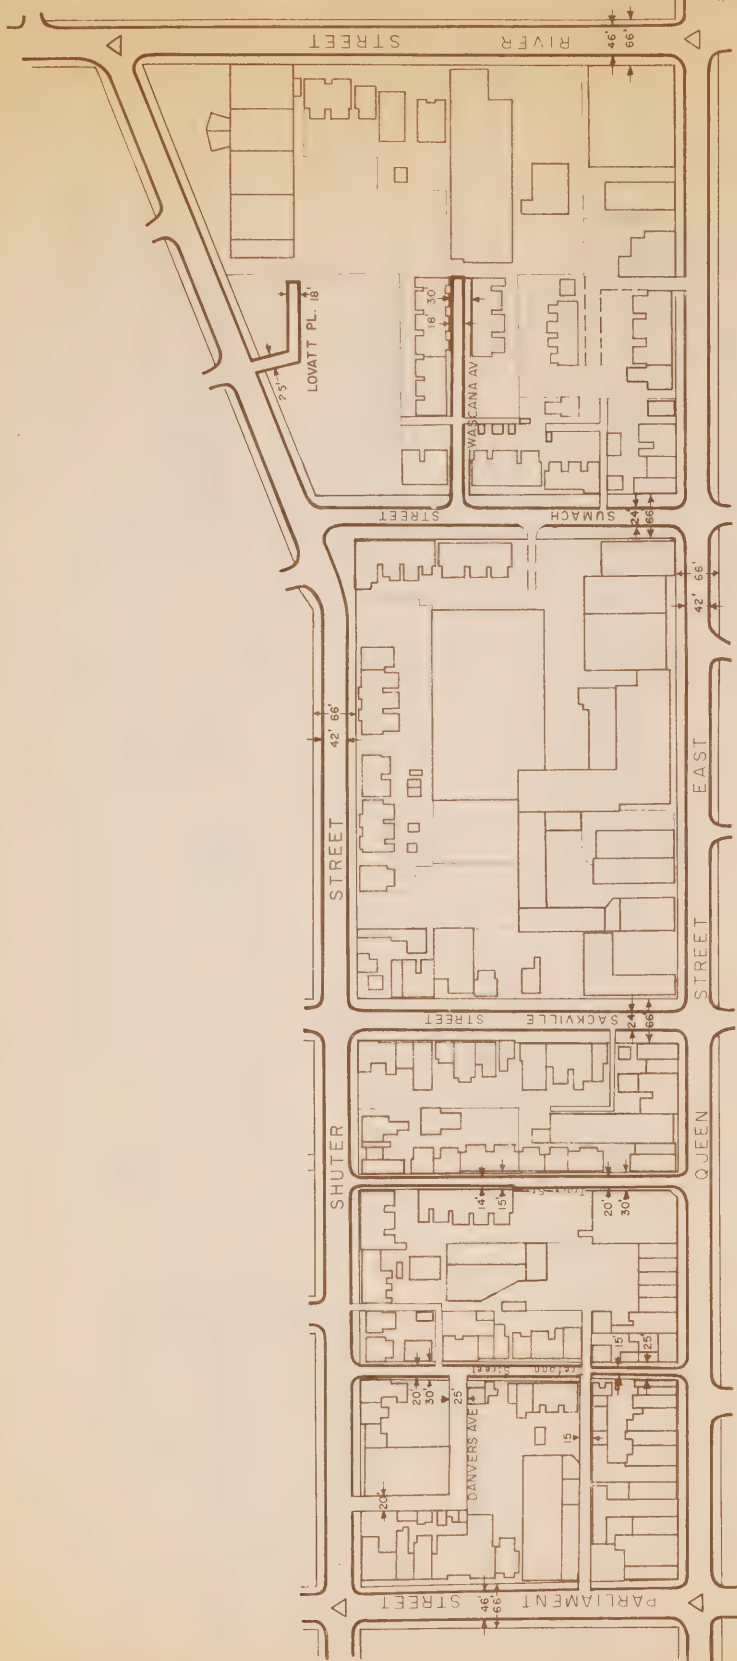 RIVER STREET
46'
66'
LOVATT PL.
18'
25'
18'
30'
WASCANA AV
SUMACH STREET
24'
66'
42'
66'
42'
66'
SHUTER STREET
QUEEN STREET EAST
SACKVILLE STREET
24'
66'
14'
15'
20'
30'
15'
25'
Street
20'
30'
25'
DANVERS AVE
15
20'
PARLIAMENT STREET
46'
66'